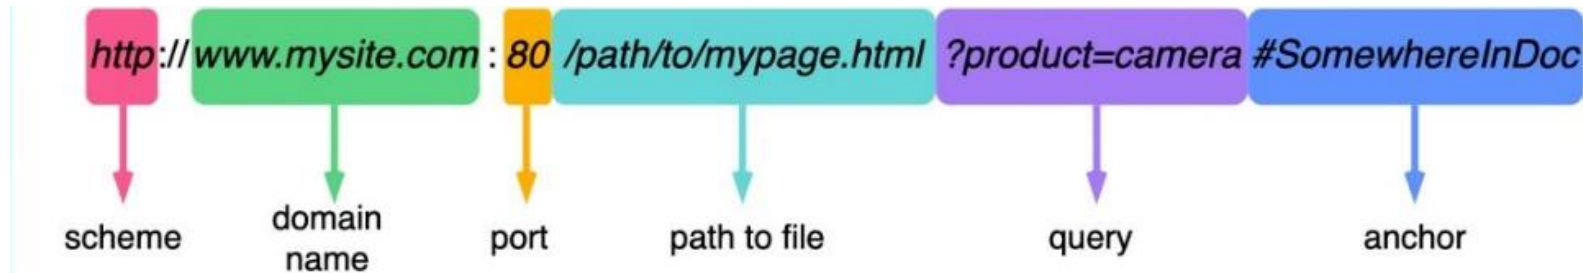 http://www.mysite.com : 80 /path/to/mypage.html ?product=camera #SomewhereInDoc
scheme
domain
name
port
path to file
query
anchor